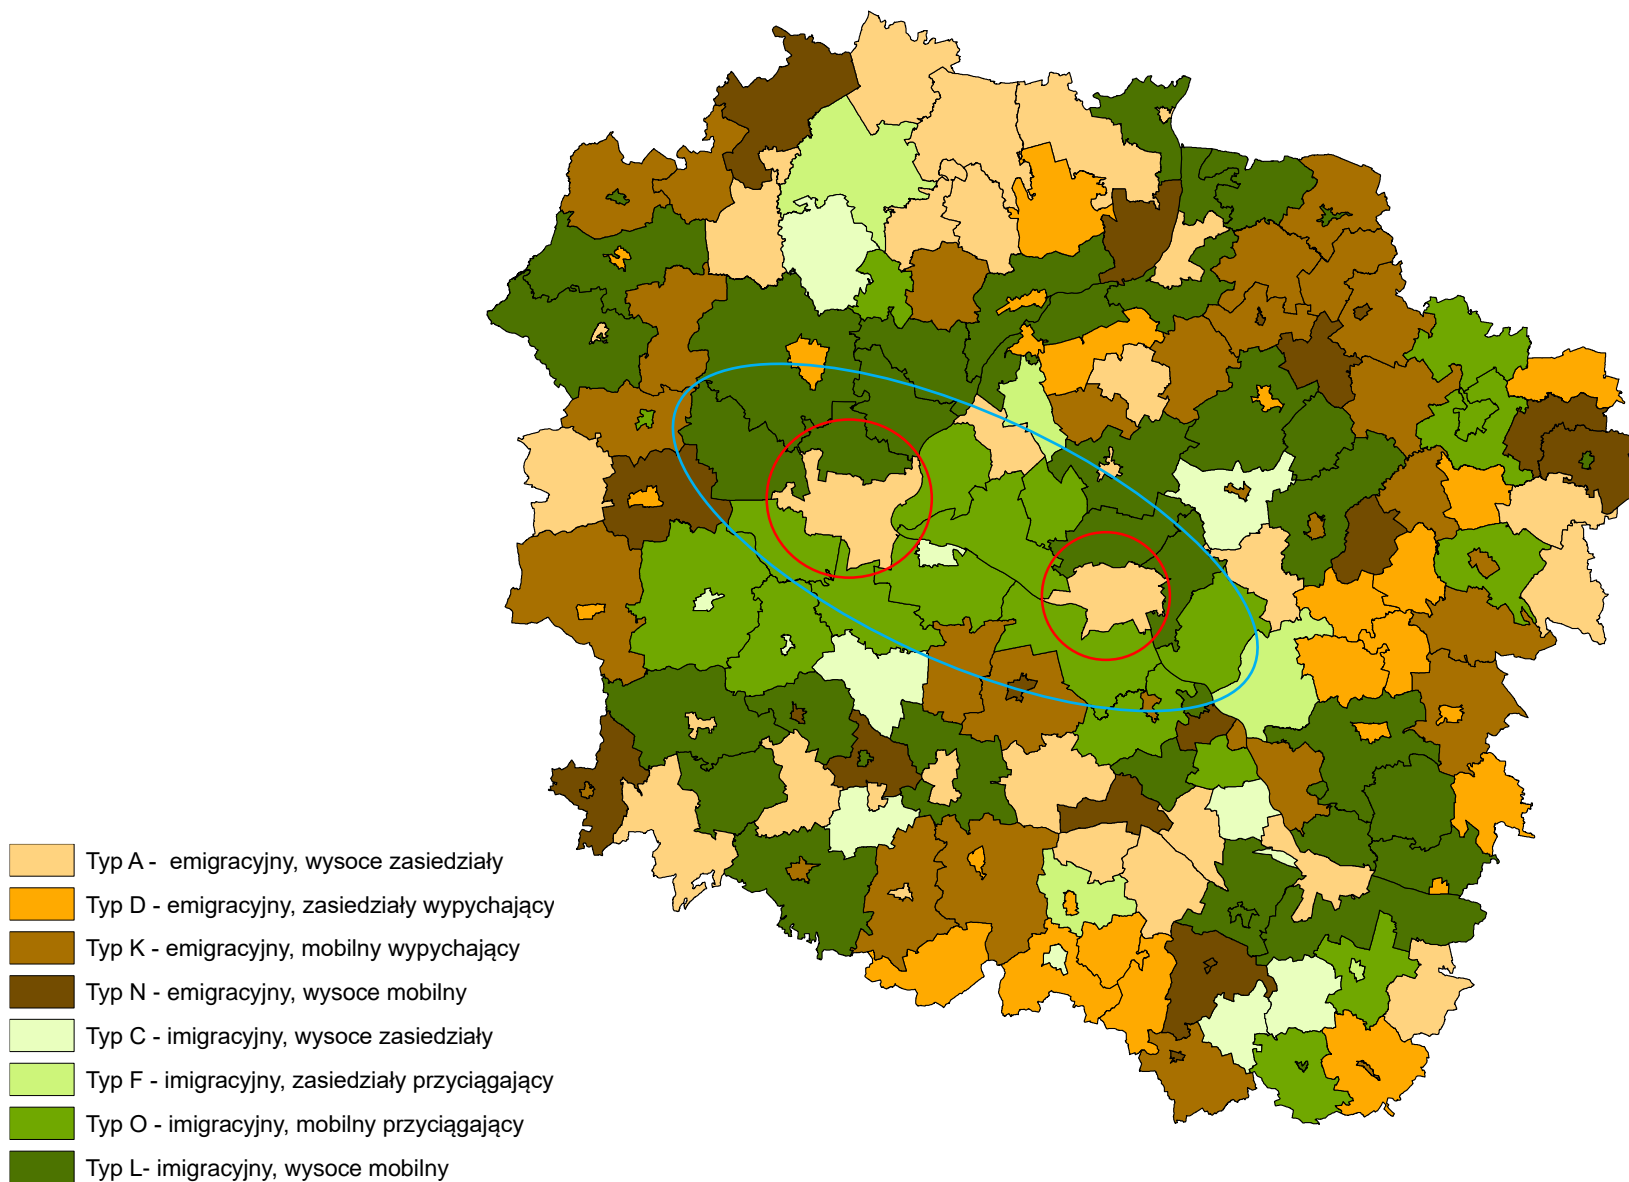 Typ A - emigracyjny, wysoce zasiedziały
Typ D - emigracyjny, zasiedziały wypychający
Typ K - emigracyjny, mobilny wypychający
Typ N - emigracyjny, wysoce mobilny
Typ C - imigracyjny, wysoce zasiedziały
Typ F - imigracyjny, zasiedziały przyciągający
Typ O - imigracyjny, mobilny przyciągający
Typ L- imigracyjny, wysoce mobilny